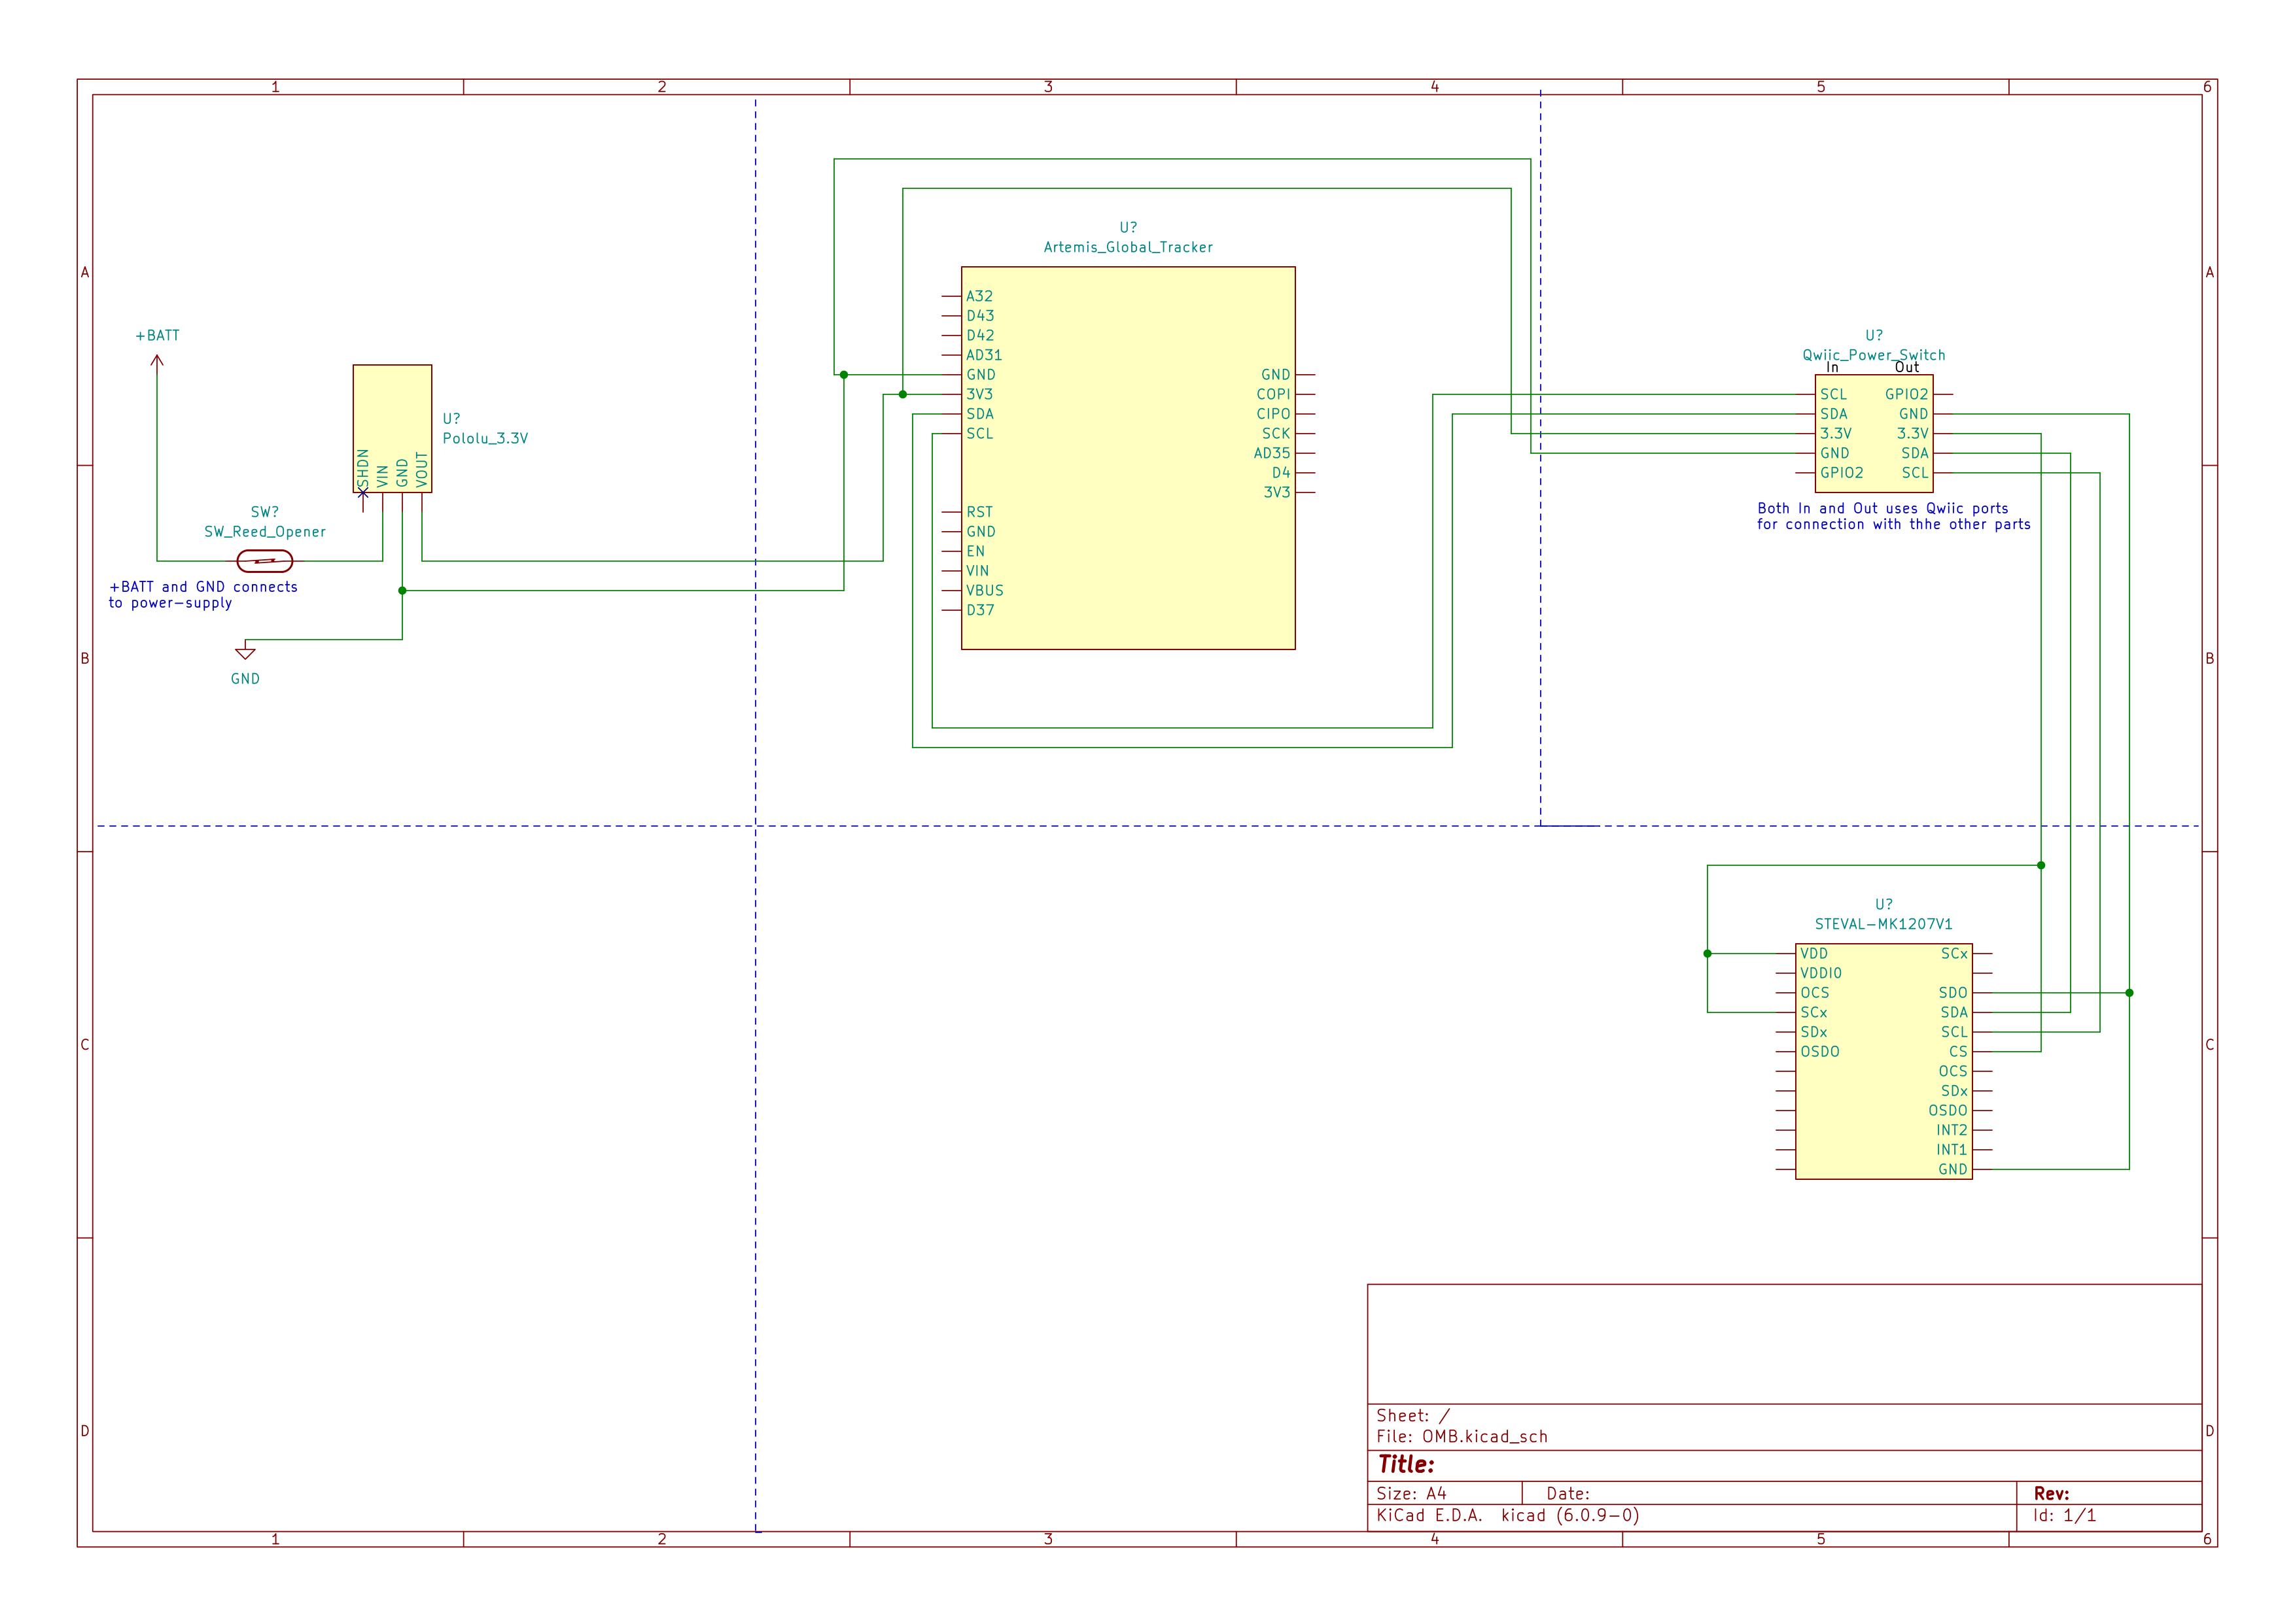 1 2 3 4 5 6
A A
B B
C C
D D
1 2 3 4 5 6
+BATT
U?
Pololu_3.3V
SHDN
VIN
GND
VOUT
SW?
SW_Reed_Opener
+BATT and GND connects
to power-supply
GND
U?
Artemis_Global_Tracker
A32
D43
D42
AD31
GND
3V3
SDA
SCL
RST
GND
EN
VIN
VBUS
D37
GND
COPI
CIPO
SCK
AD35
D4
3V3
U?
Qwiic_Power_Switch
In Out
SCL GPIO2
SDA GND
3.3V 3.3V
GND SDA
GPIO2 SCL
Both In and Out uses Qwiic ports
for connection with thhe other parts
U?
STEVAL-MK1207V1
VDD SCx
VDDIO
OCS SDO
SCx SDA
SDx SCL
OSDO CS
OCS
SDx
OSDO
INT2
INT1
GND
Sheet: /
File: OMB.kicad_sch
Title:
Size: A4 Date: Rev:
KiCad E.D.A. kicad (6.0.9-0) Id: 1/1